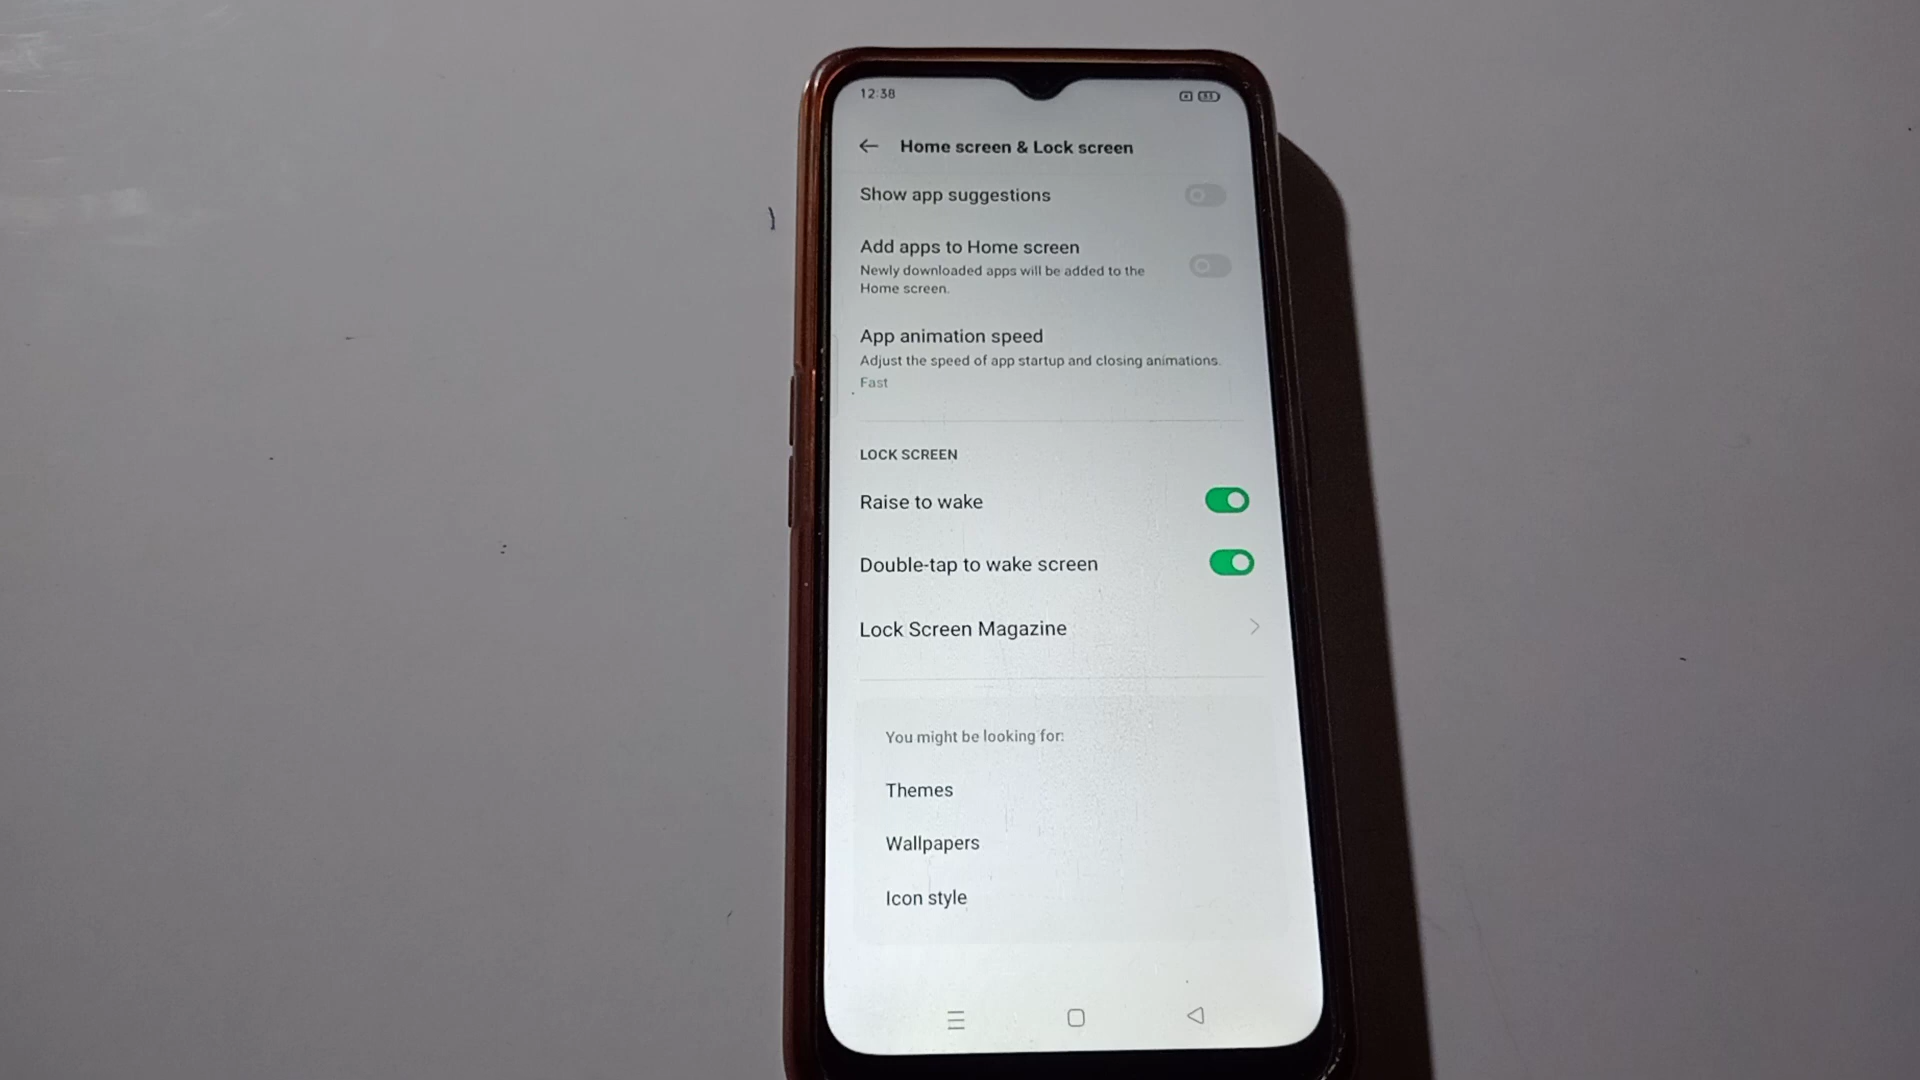 12:38
Home screen & Lock screen
Show app suggestions
Add apps to Home screen
Newly downloaded apps will be added to the
Home screen.
App animation speed
Adjust the speed of app startup and closing animations.
Fast
LOCK SCREEN
Raise to wake
Double-tap to wake screen
Lock Screen Magazine
You might be looking for:
Themes
Wallpapers
Icon style